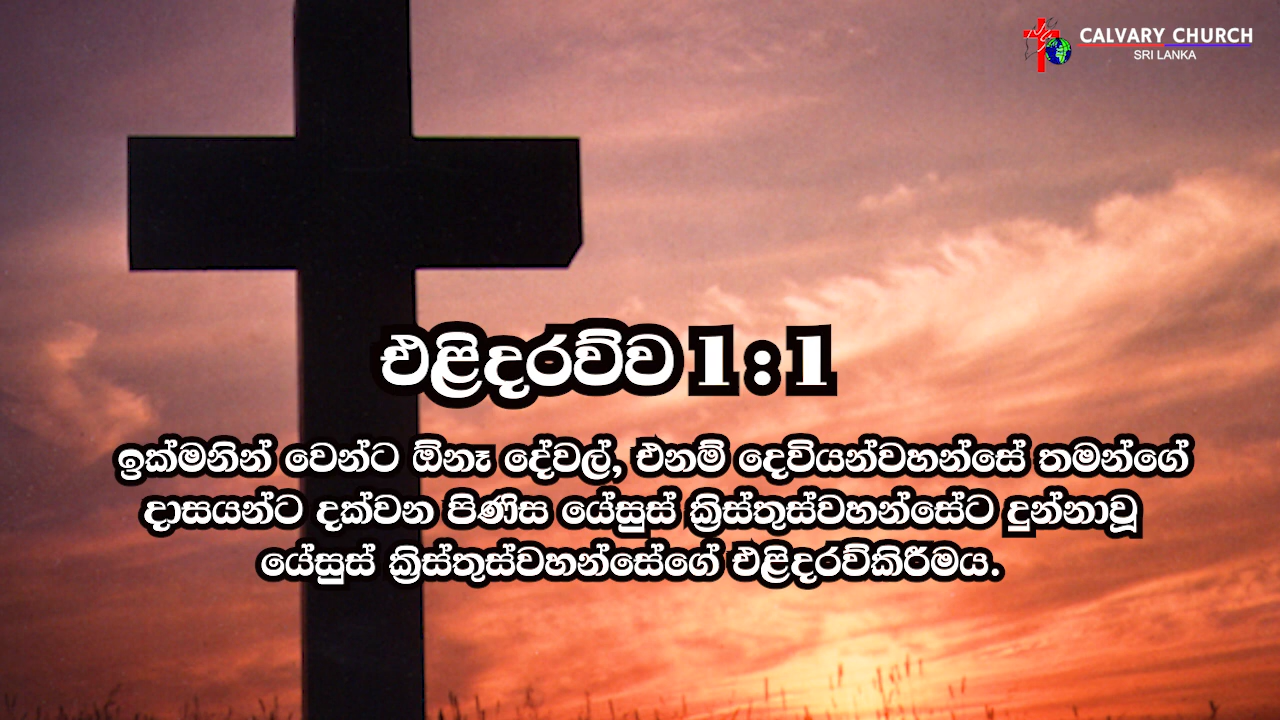 CALVARY CHURCH
SRI LANKA
එළිදරව්ව 1:1
ඉක්මනින් වෙන්ට ඕනෑ දේවල්, එනම් දෙවියන්වහන්සේ තමන්ගේ
දාසයන්ට දක්වන පිණිස යේසුස් ක්‍රිස්තුස්වහන්සේට දුන්නාවූ
යේසුස් ක්‍රිස්තුස්වහන්සේගේ එළිදරව්කිරීමය.